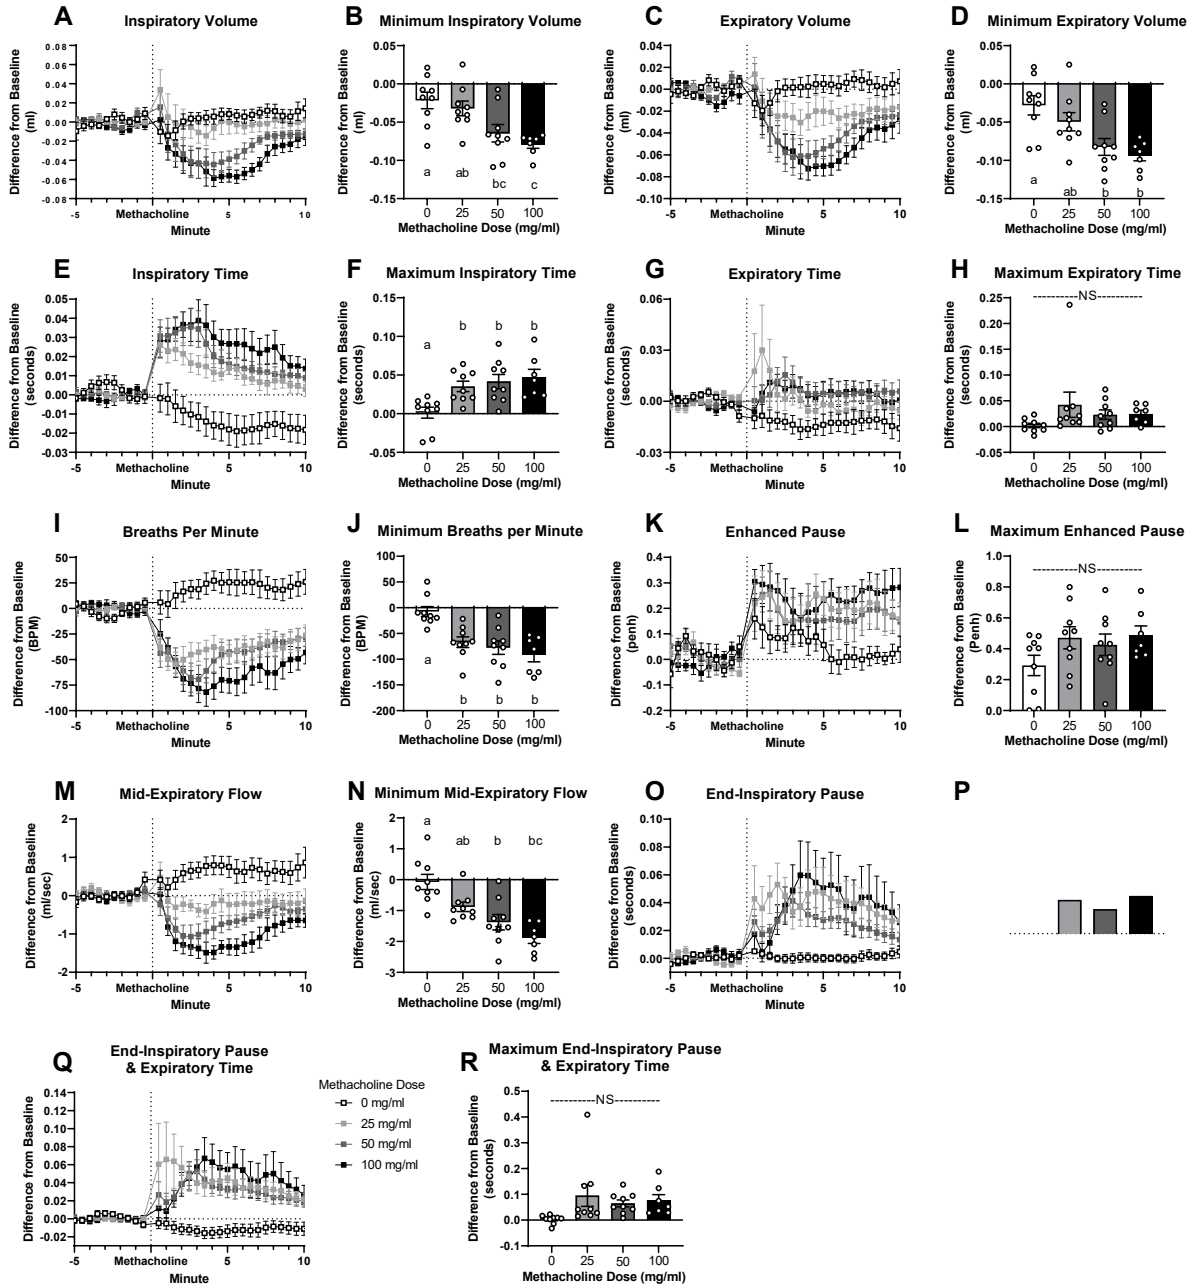 A
Inspiratory Volume
Difference from Baseline
(ml)
0.08
0.06
0.04
0.02
0.00
-0.02
-0.04
-0.06
-0.08
-5
Methacholine
5
10
Minute
B
Minimum Inspiratory Volume
Difference from Baseline
(ml)
0.05
0.00
-0.05
-0.10
-0.15
a
ab
bc
c
0
25
50
100
Methacholine Dose (mg/ml)
C
Expiratory Volume
Difference from Baseline
(ml)
0.04
0.02
0.00
-0.02
-0.04
-0.06
-0.08
-0.10
-5
Methacholine
5
10
Minute
D
Minimum Expiratory Volume
Difference from Baseline
(ml)
0.05
0.00
-0.05
-0.10
-0.15
a
ab
b
b
0
25
50
100
Methacholine Dose (mg/ml)
E
Inspiratory Time
Difference from Baseline
(seconds)
0.05
0.04
0.03
0.02
0.01
0.00
-0.01
-0.02
-0.03
-5
Methacholine
5
10
Minute
F
Maximum Inspiratory Time
Difference from Baseline
(seconds)
0.15
0.10
0.05
0.00
-0.05
a
b
b
b
0
25
50
100
Methacholine Dose (mg/ml)
G
Expiratory Time
Difference from Baseline
(seconds)
0.06
0.03
0.00
-0.03
-5
Methacholine
5
10
Minute
H
Maximum Expiratory Time
Difference from Baseline
(seconds)
0.25
0.20
0.15
0.10
0.05
0.00
-0.05
NS
0
25
50
100
Methacholine Dose (mg/ml)
I
Breaths Per Minute
Difference from Baseline
(BPM)
50
25
0
-25
-50
-75
-100
-5
Methacholine
5
10
Minute
J
Minimum Breaths per Minute
Difference from Baseline
(BPM)
100
50
0
-50
-100
-150
-200
a
b
b
b
0
25
50
100
Methacholine Dose (mg/ml)
K
Enhanced Pause
Difference from Baseline
(penh)
0.4
0.3
0.2
0.1
0.0
-0.1
-0.2
-5
Methacholine
5
10
Minute
L
Maximum Enhanced Pause
Difference from Baseline
(Penh)
1.0
0.8
0.6
0.4
0.2
0.0
NS
0
25
50
100
Methacholine Dose (mg/ml)
M
Mid-Expiratory Flow
Difference from Baseline
(ml/sec)
2
1
0
-1
-2
-5
Methacholine
5
10
Minute
N
Minimum Mid-Expiratory Flow
Difference from Baseline
(ml/sec)
2
1
0
-1
-2
-3
a
ab
b
bc
0
25
50
100
Methacholine Dose (mg/ml)
O
End-Inspiratory Pause
Difference from Baseline
(seconds)
0.10
0.08
0.06
0.04
0.02
0.00
-5
Methacholine
5
10
Minute
P
Q
End-Inspiratory Pause
& Expiratory Time
Difference from Baseline
(seconds)
0.14
0.12
0.10
0.08
0.06
0.04
0.02
0.00
-0.02
-5
Methacholine
5
10
Minute
Methacholine Dose
0 mg/ml
25 mg/ml
50 mg/ml
100 mg/ml
R
Maximum End-Inspiratory Pause
& Expiratory Time
Difference from Baseline
(seconds)
0.5
0.4
0.3
0.2
0.1
0.0
-0.1
NS
0
25
50
100
Methacholine Dose (mg/ml)